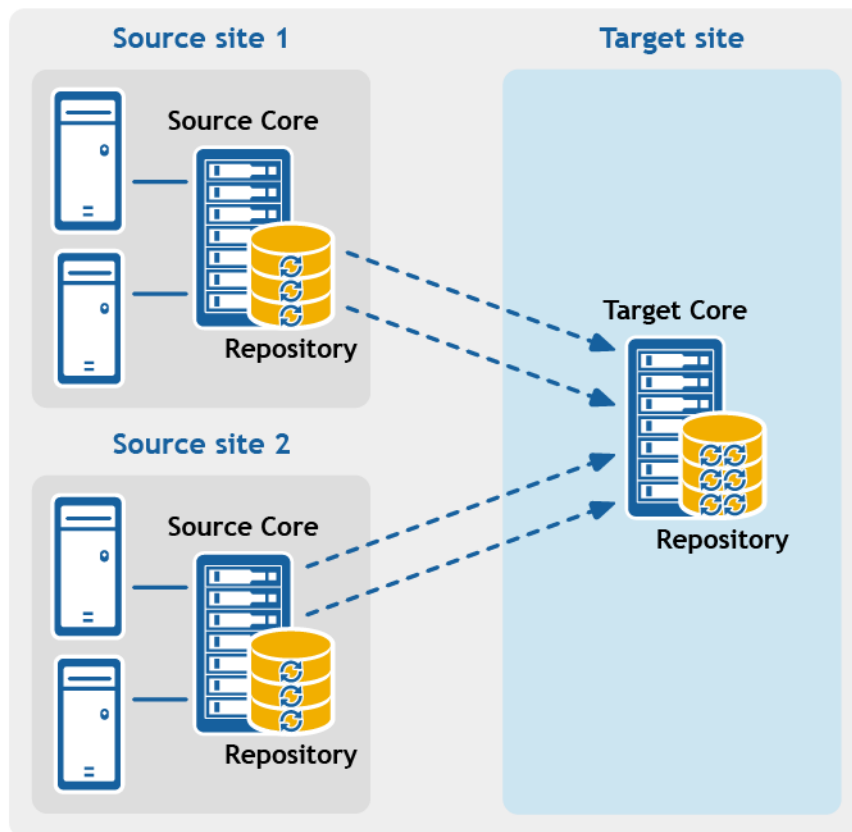 Source site 1
Target site
Source Core
Repository
Target Core
Repository
Source site 2
Source Core
Repository